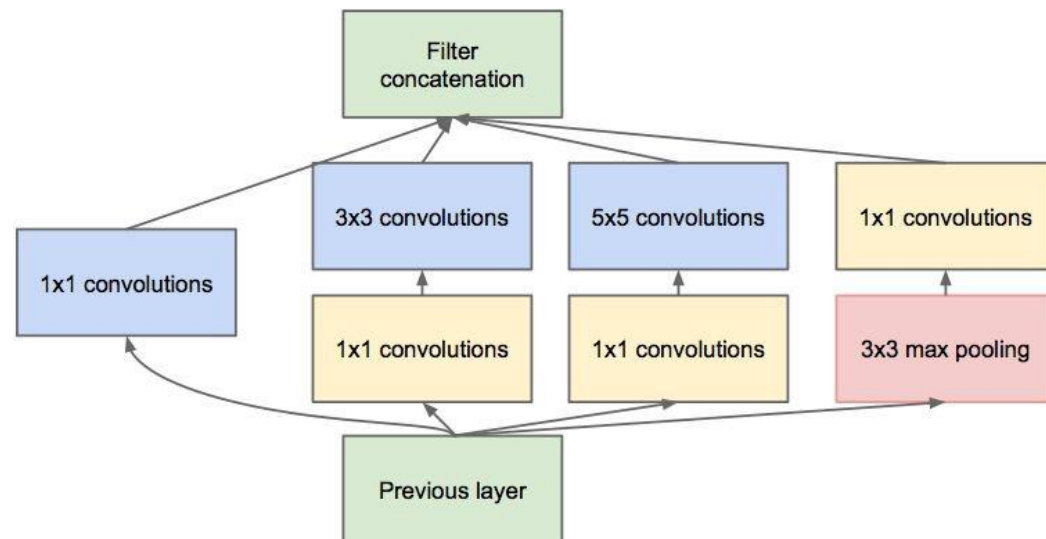 Filter
concatenation
3x3 convolutions
5x5 convolutions
1x1 convolutions
1x1 convolutions
1x1 convolutions
1x1 convolutions
3x3 max pooling
Previous layer